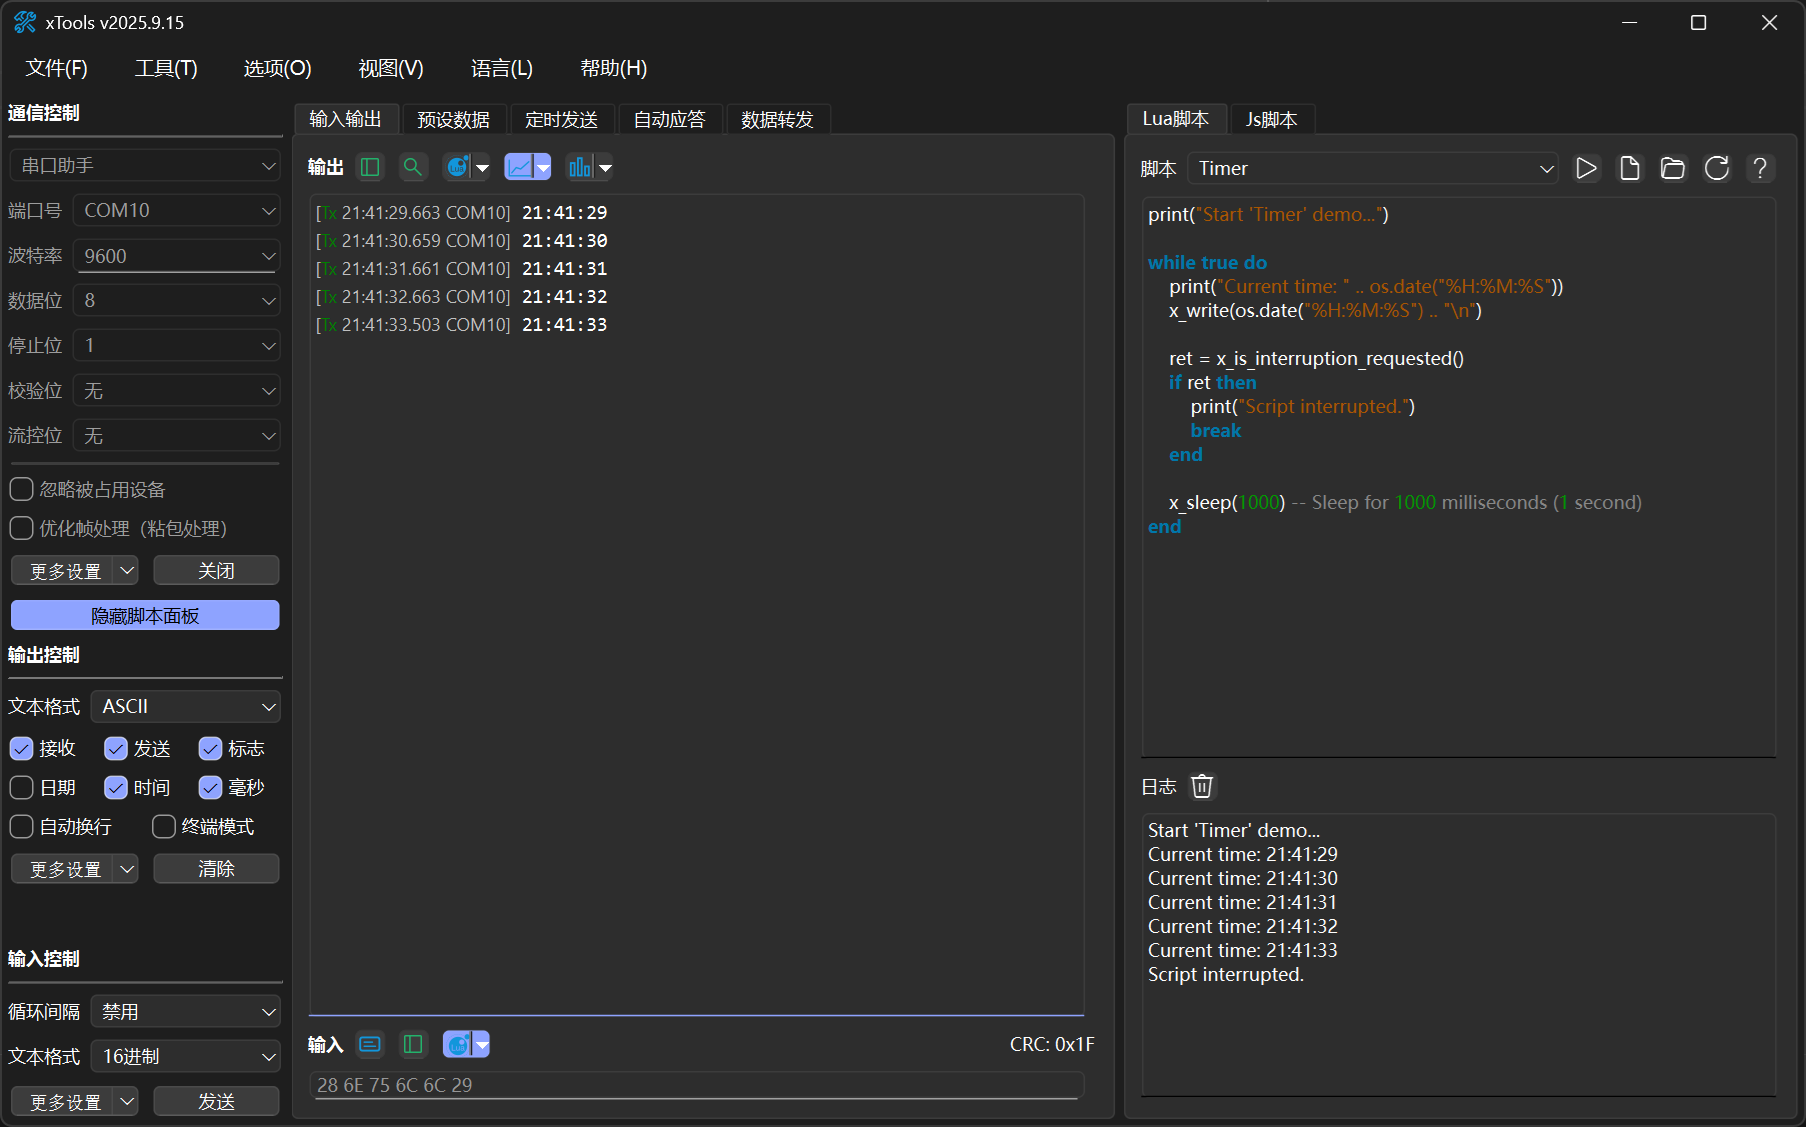 xTools v2025.9.15
文件(F) 工具(T) 选项(O) 视图(V) 语言(L) 帮助(H)
通信控制
串口助手
端口号 COM10
波特率 9600
数据位 8
停止位 1
校验位 无
流控位 无
忽略被占用设备
优化帧处理（粘包处理）
更多设置 关闭
隐藏脚本面板
输出控制
文本格式 ASCII
接收 发送 标志
日期 时间 毫秒
自动换行 终端模式
更多设置 清除
输入控制
循环间隔 禁用
文本格式 16进制
更多设置 发送
输入输出 预设数据 定时发送 自动应答 数据转发
输出
[Tx 21:41:29.663 COM10] 21:41:29
[Tx 21:41:30.659 COM10] 21:41:30
[Tx 21:41:31.661 COM10] 21:41:31
[Tx 21:41:32.663 COM10] 21:41:32
[Tx 21:41:33.503 COM10] 21:41:33
输入 CRC: 0x1F
28 6E 75 6C 6C 29
Lua脚本 Js脚本
脚本 Timer
print("Start 'Timer' demo...")
while true do
print("Current time: " .. os.date("%H:%M:%S"))
x_write(os.date("%H:%M:%S") .. "\n")
ret = x_is_interruption_requested()
if ret then
print("Script interrupted.")
break
end
x_sleep(1000) -- Sleep for 1000 milliseconds (1 second)
end
日志
Start 'Timer' demo...
Current time: 21:41:29
Current time: 21:41:30
Current time: 21:41:31
Current time: 21:41:32
Current time: 21:41:33
Script interrupted.